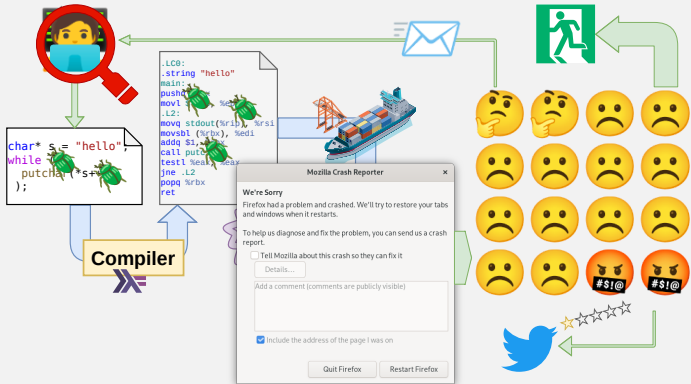 .LC0:
.string "hello"
main:
movl
.L2:
movq stdout(%rip), %rsi
movsbl (%rbx), %edi
addq $1,
call putc
testl %eax, %eax
jne .L2
popq %rbx
ret
char* s = "hello";
while
putchar(*s++
);
Compiler
Mozilla Crash Reporter
×
We're Sorry
Firefox had a problem and crashed. We'll try to restore your tabs
and windows when it restarts.
To help us diagnose and fix the problem, you can send us a crash
report.
Tell Mozilla about this crash so they can fix it
Details...
Add a comment (comments are publicly visible)
Include the address of the page I was on
Quit Firefox
Restart Firefox
#$!@
#$!@